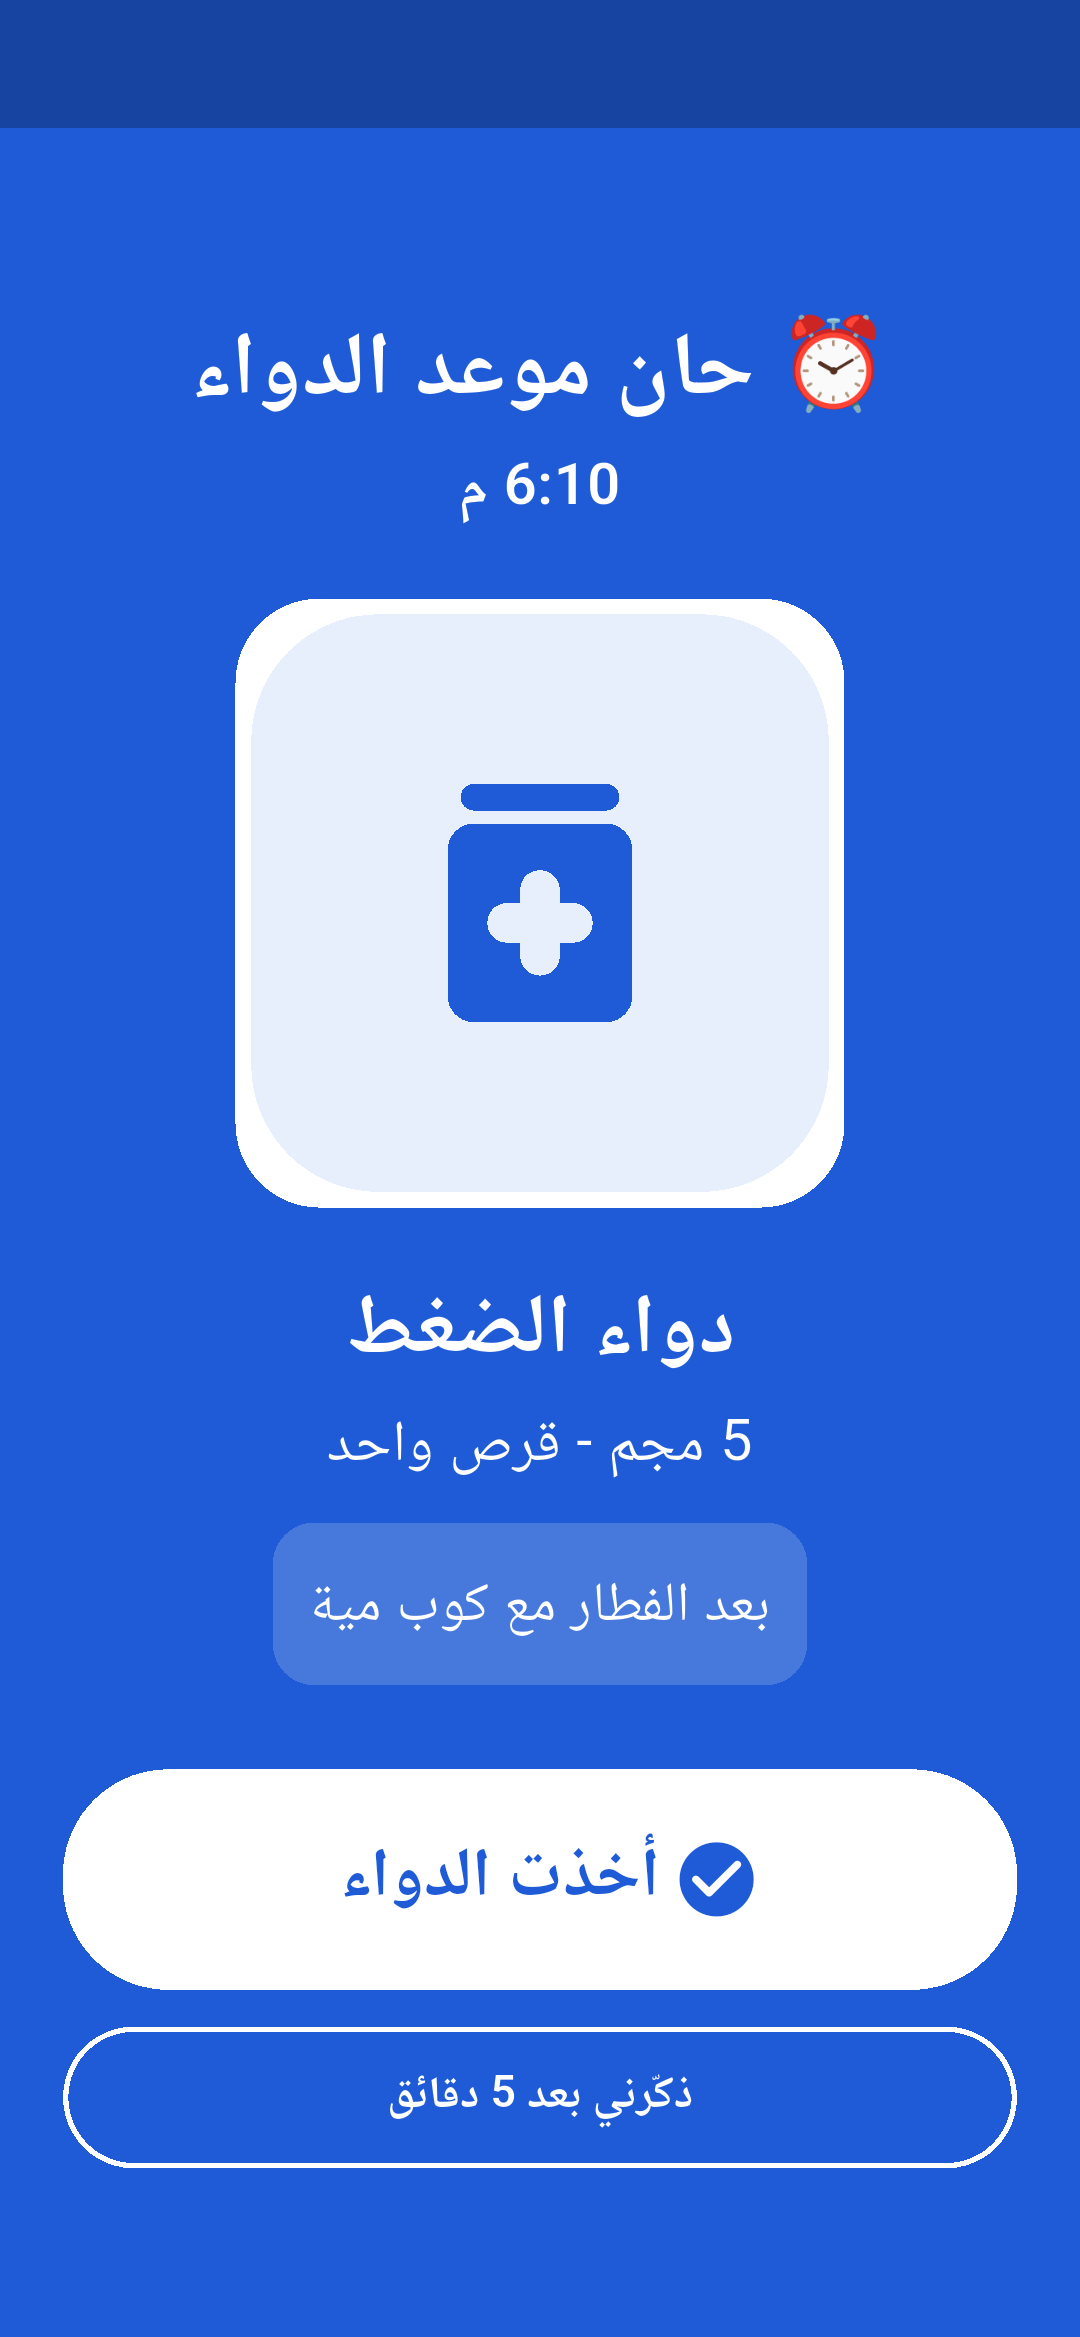 ⏰ حان موعد الدواء
6:10 م
دواء الضغط
5 مجم - قرص واحد
بعد الفطار مع كوب مية
أخذت الدواء
ذكّرني بعد 5 دقائق